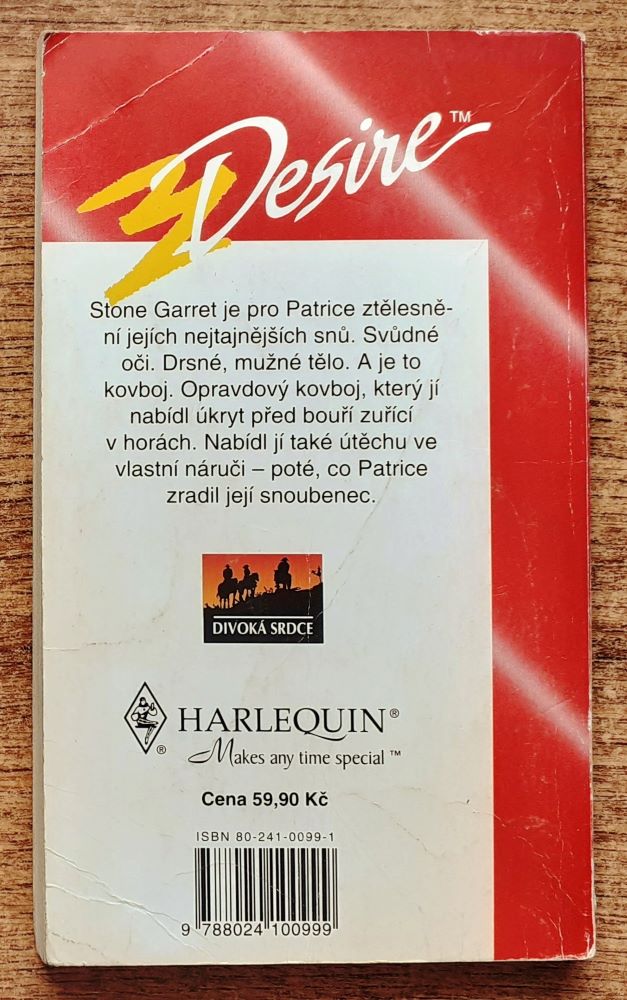 Desire™
Stone Garret je pro Patrice ztělesně-
ní jejích nejtajnějších snů. Svůdné
oči. Drsné, mužné tělo. A je to
kovboj. Opravdový kovboj, který jí
nabídl úkryt před bouří zuřící
v horách. Nabídl jí také útěchu ve
vlastní náruči – poté, co Patrice
zradil její snoubenec.
DIVOKÁ SRDCE
® HARLEQUIN®
Makes any time special™
Cena 59,90 Kč
ISBN 80-241-0099-1
9 788024 100999